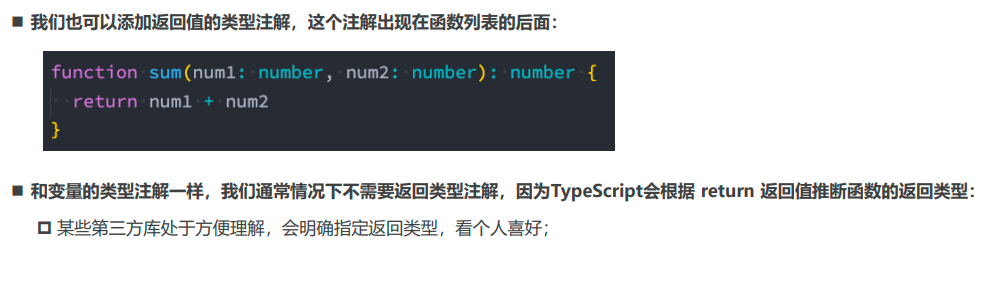 我们也可以添加返回值的类型注解，这个注解出现在函数列表的后面：
function sum(num1: number, num2: number): number {
  return num1 + num2
}
和变量的类型注解一样，我们通常情况下不需要返回类型注解，因为TypeScript会根据 return 返回值推断函数的返回类型：
某些第三方库处于方便理解，会明确指定返回类型，看个人喜好；